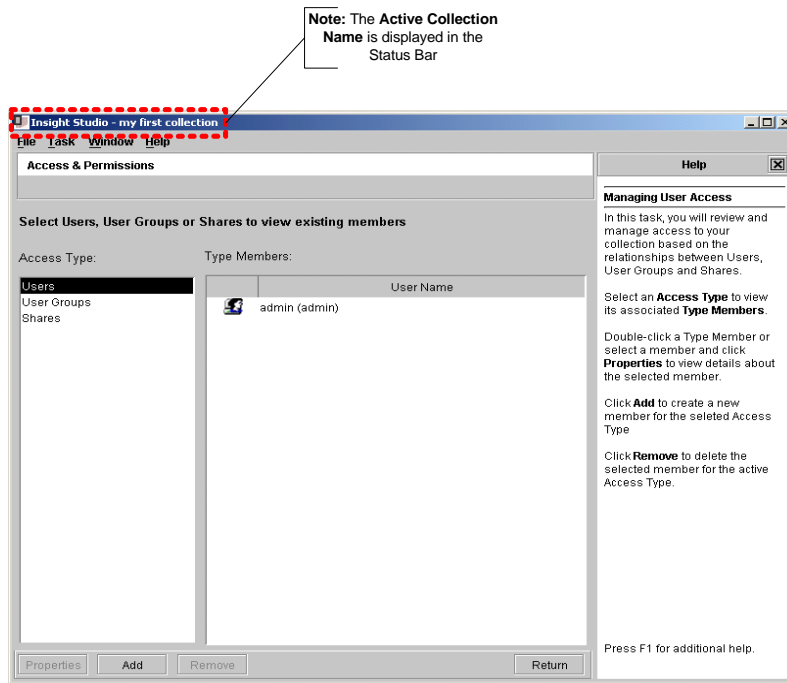 Note: The Active Collection
Name is displayed in the
Status Bar
Insight Studio - my first collection
File Task Window Help
Access & Permissions
Select Users, User Groups or Shares to view existing members
Access Type:
Type Members:
Users
User Groups
Shares
User Name
admin (admin)
Properties
Add
Remove
Return
Help
Managing User Access
In this task, you will review and
manage access to your
collection based on the
relationships between Users,
User Groups and Shares.
Select an Access Type to view
its associated Type Members.
Double-click a Type Member or
select a member and click
Properties to view details about
the selected member.
Click Add to create a new
member for the seleted Access
Type
Click Remove to delete the
selected member for the active
Access Type.
Press F1 for additional help.